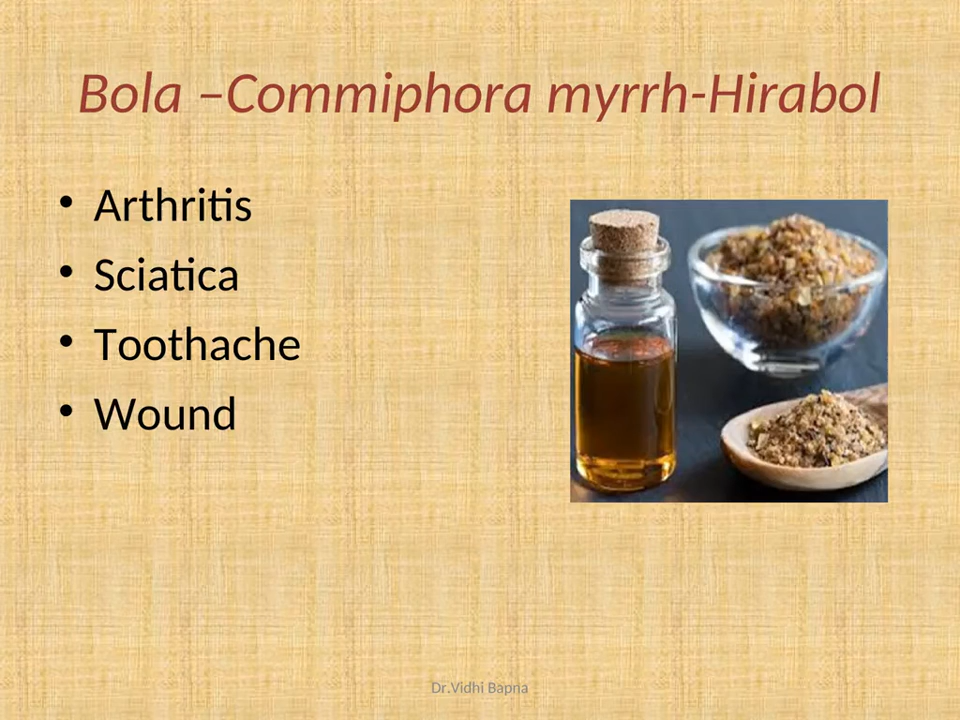 Bola –Commiphora myrrh-Hirabol
• Arthritis
• Sciatica
• Toothache
• Wound
Dr.Vidhi Bapna